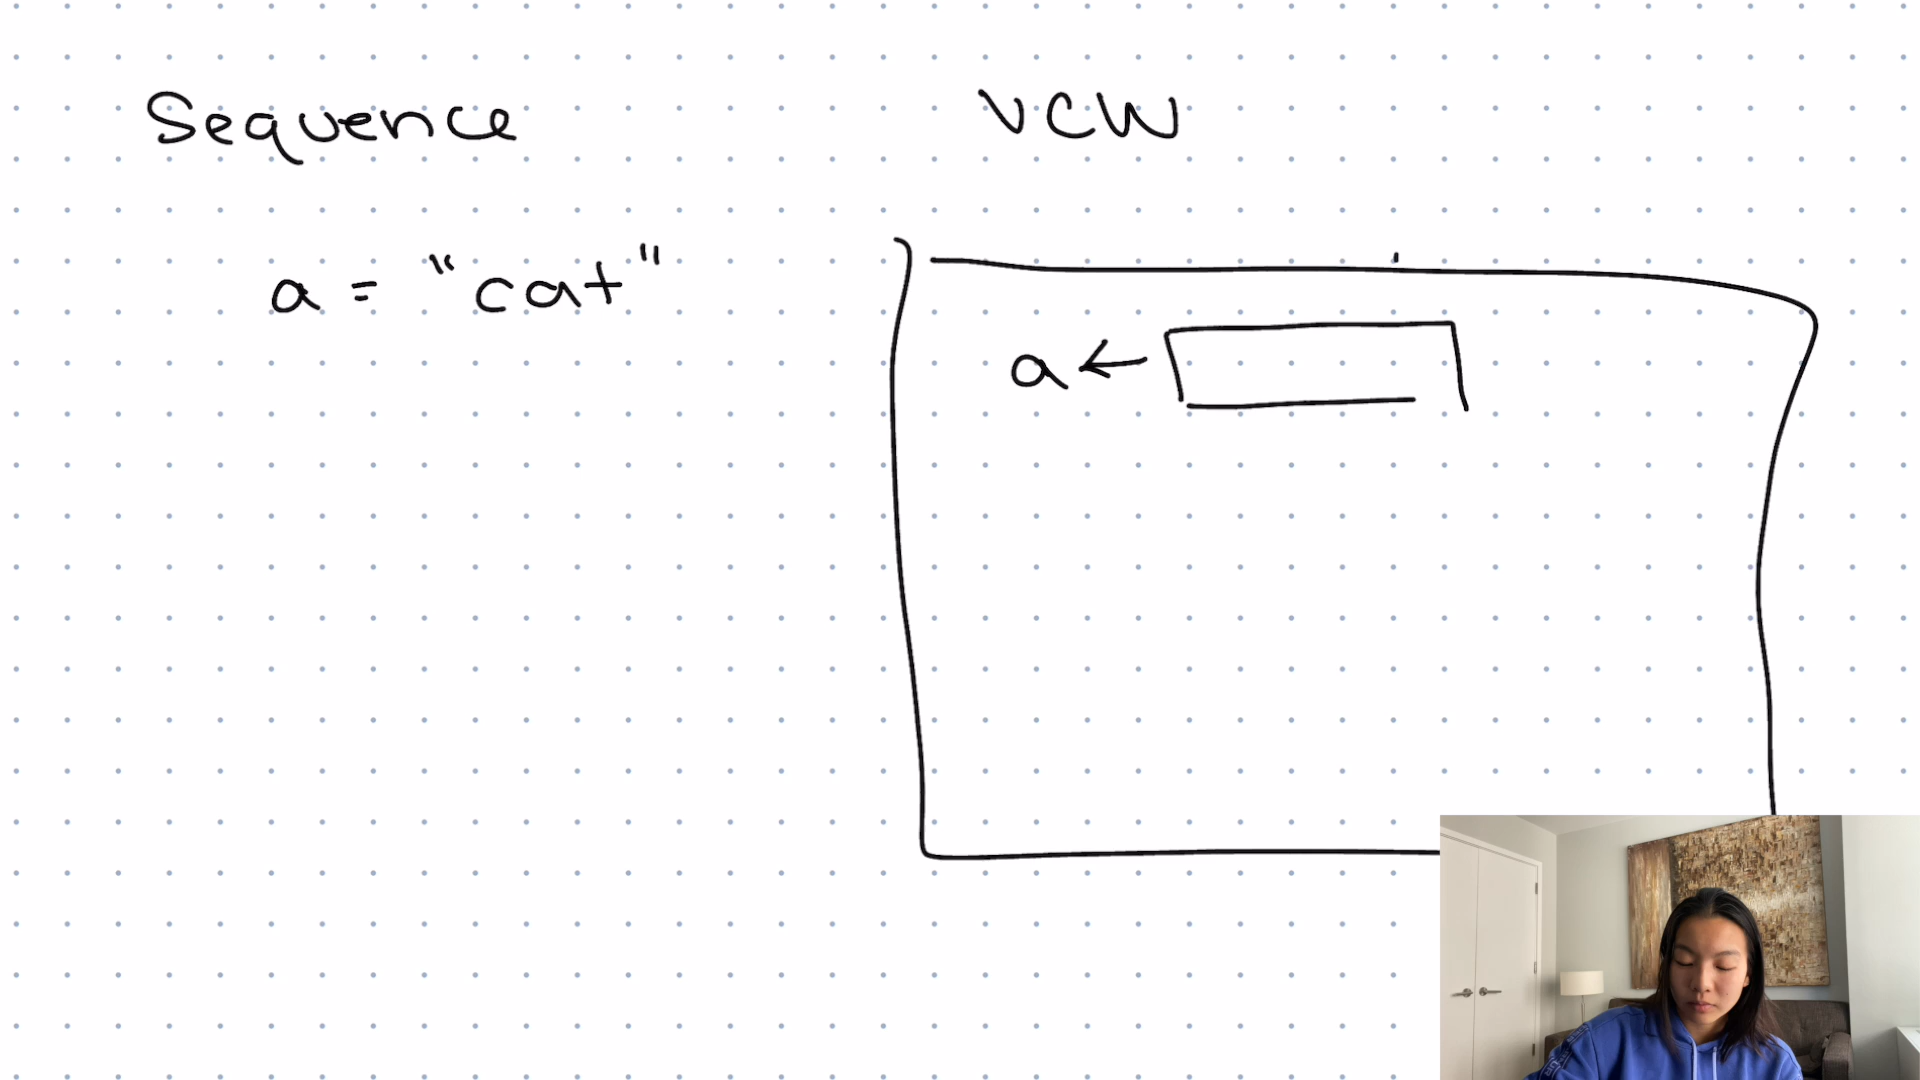 Sequence
VCW
a = "cat"
a ←